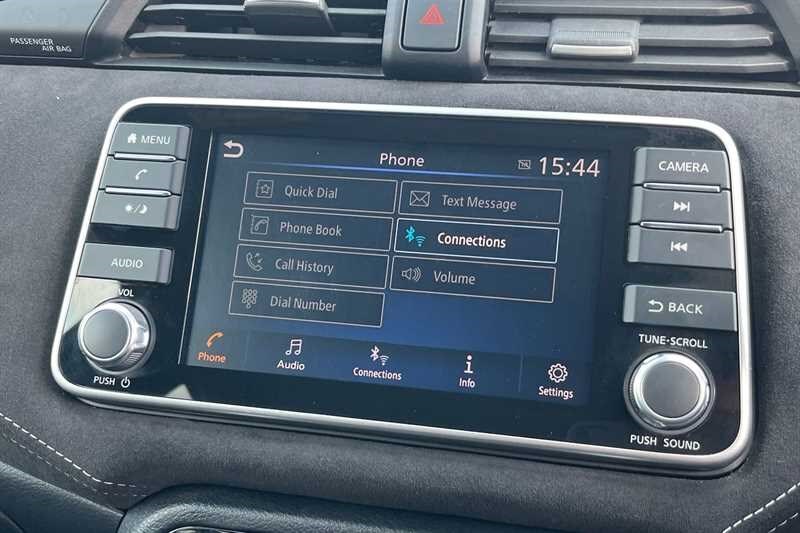 PASSENGER
AIR BAG
MENU
AUDIO
VOL
PUSH
Phone
15:44
Quick Dial
Text Message
Phone Book
Connections
Call History
Volume
Dial Number
Phone
Audio
Connections
Info
Settings
CAMERA
BACK
TUNE•SCROLL
PUSH SOUND